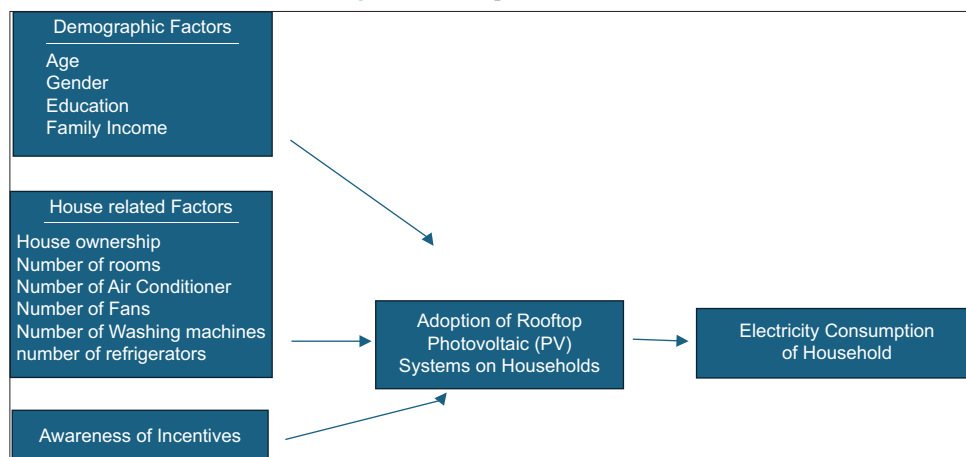 Demographic Factors
Age
Gender
Education
Family Income
House related Factors
House ownership
Number of rooms
Number of Air Conditioner
Number of Fans
Number of Washing machines
number of refrigerators
Awareness of Incentives
Adoption of Rooftop
Photovoltaic (PV)
Systems on Households
Electricity Consumption
of Household